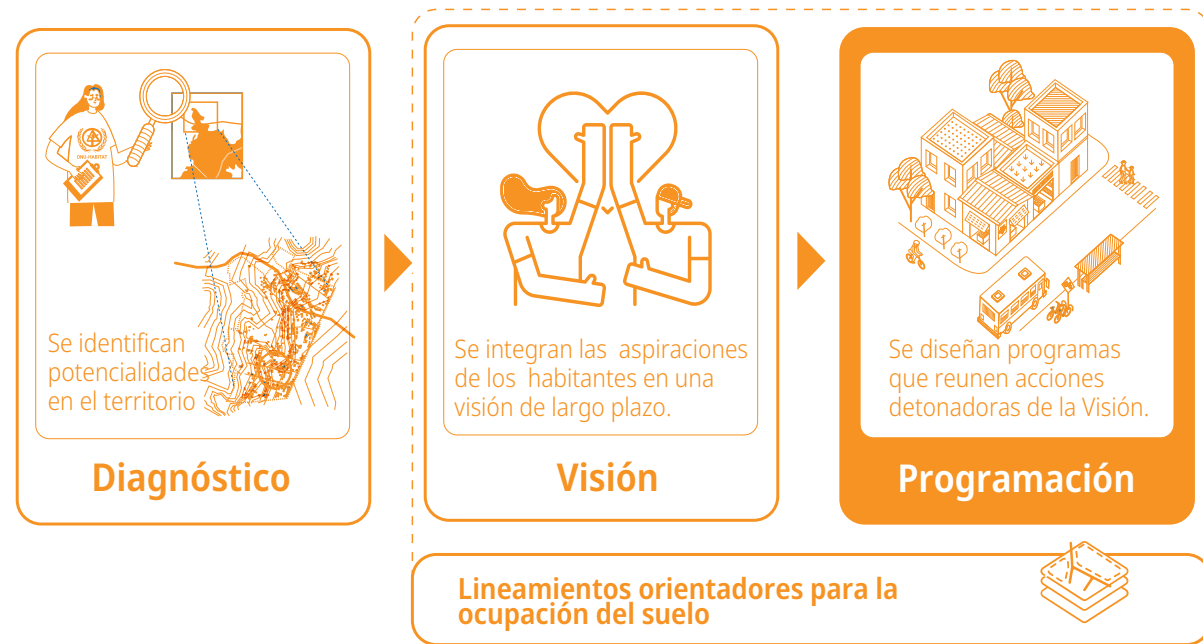 ONU-HABITAT
Se identifican
potencialidades
en el territorio
Diagnóstico
Se integran las aspiraciones
de los habitantes en una
visión de largo plazo.
Visión
Se diseñan programas
que reunen acciones
detonadoras de la Visión.
Programación
Lineamientos orientadores para la
ocupación del suelo